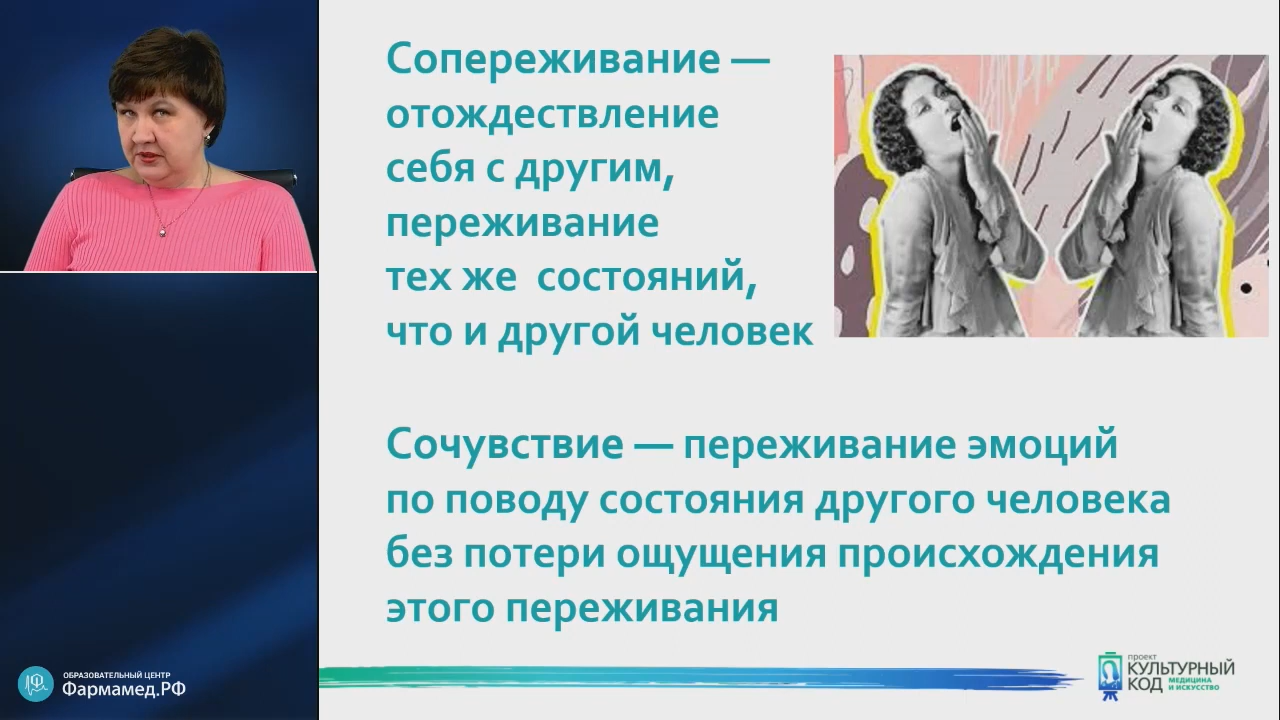 Сопереживание —
отождествление
себя с другим,
переживание
тех же состояний,
что и другой человек
Сочувствие — переживание эмоций
по поводу состояния другого человека
без потери ощущения происхождения
этого переживания
ОБРАЗОВАТЕЛЬНЫЙ ЦЕНТР
Фармамед.РФ
проект
КУЛЬТУРНЫЙ
КОД
МЕДИЦИНА
И ИСКУССТВО